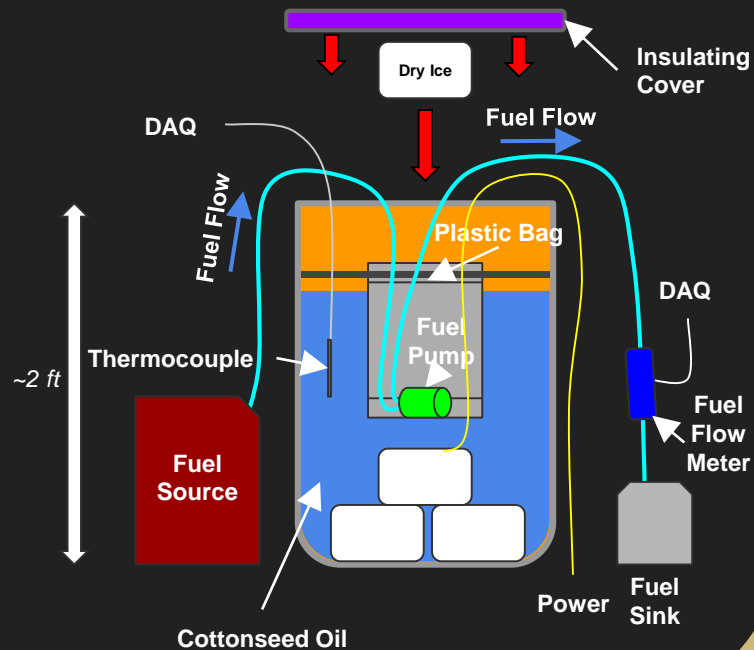 Insulating
Cover
Dry Ice
DAQ
Fuel Flow
Fuel Flow
Plastic Bag
DAQ
Fuel
Pump
Thermocouple
~2 ft
Fuel
Flow
Meter
Fuel
Source
Power
Fuel
Sink
Cottonseed Oil